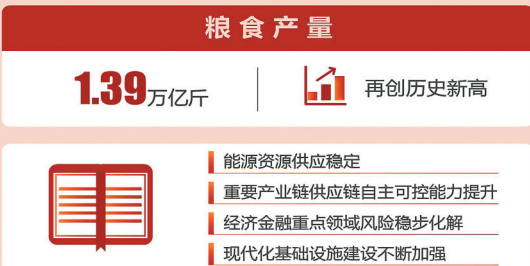 粮食产量
1.39万亿斤
再创历史新高
能源资源供应稳定
重要产业链供应链自主可控能力提升
经济金融重点领域风险稳步化解
现代化基础设施建设不断加强